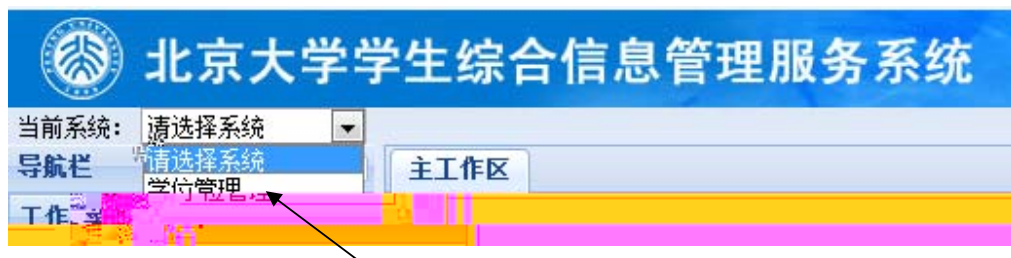 北京大学学生综合信息管理服务系统
当前系统： 请选择系统
导航栏 请选择系统 主工作区
学位管理
工作